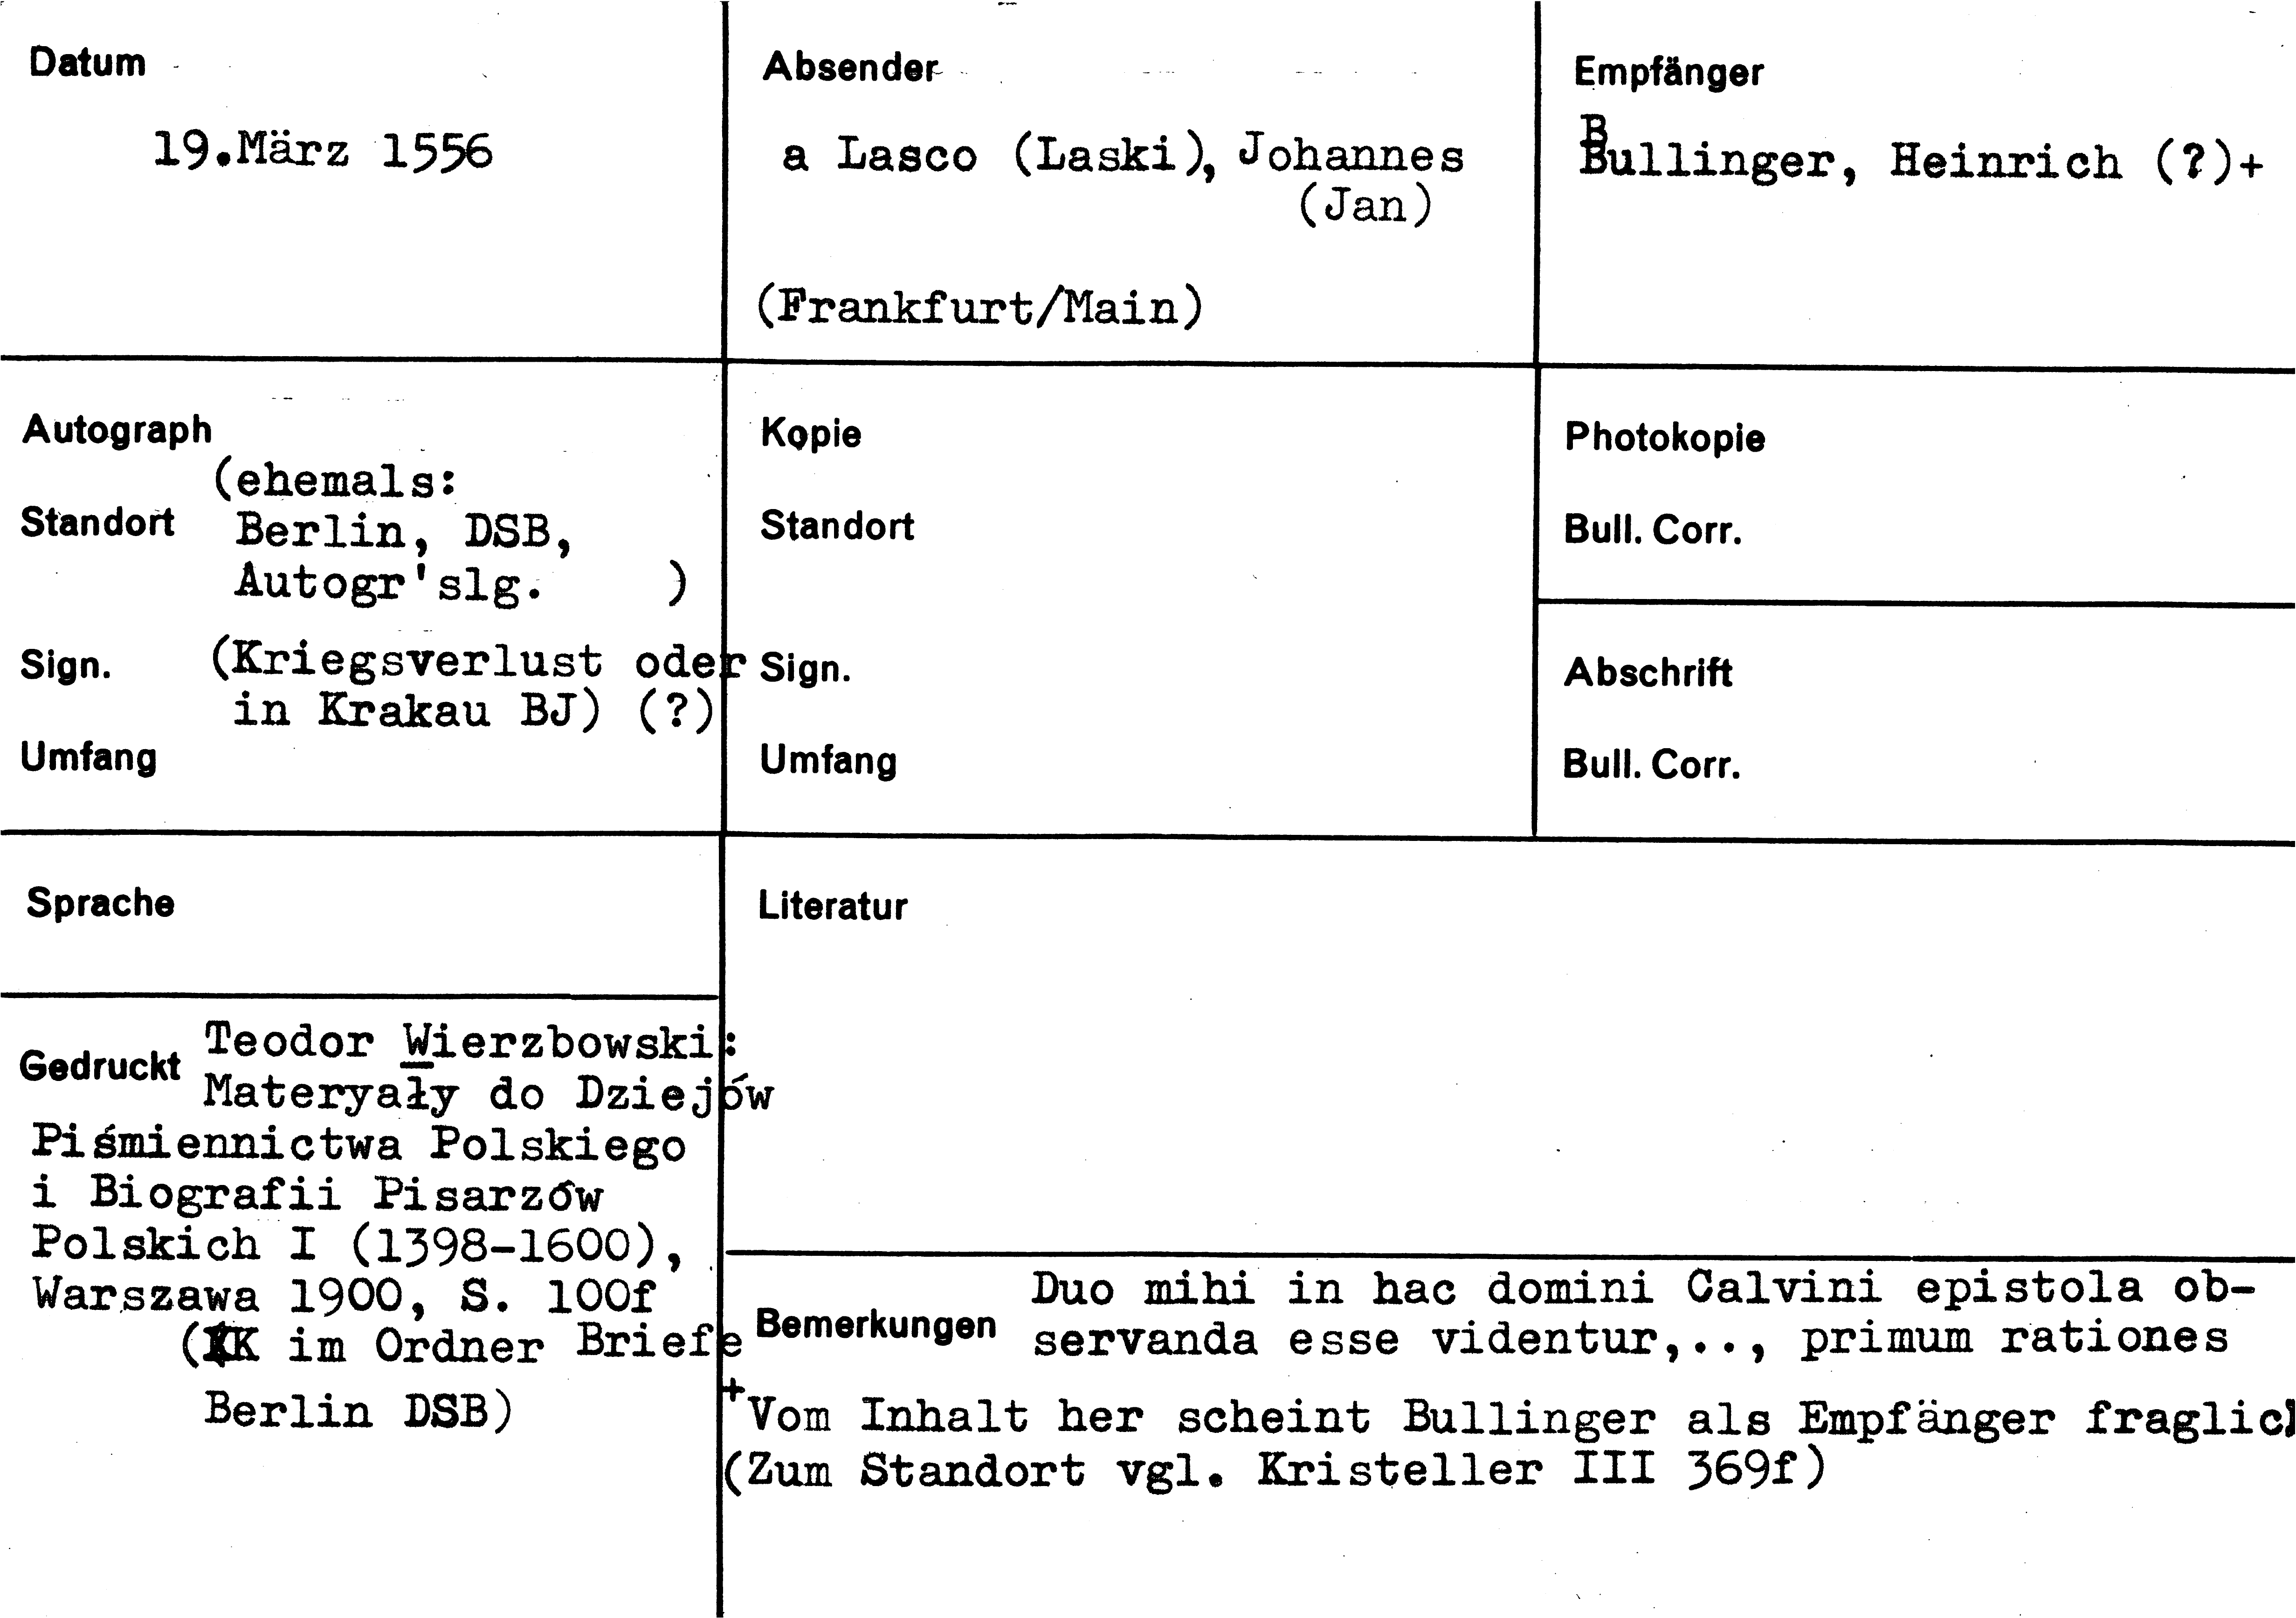 Datum
19.März 1556
Absender
a Lasco (Laski), Johannes
(Jan)
(Frankfurt/Main)
Empfänger
Bullinger, Heinrich (?)+
Autograph
(ehemals:
Standort Berlin, DSB,
Autogr'slg. )
Sign. (Kriegsverlust oder
in Krakau BJ) (?)
Umfang
Kopie
Standort
Sign.
Umfang
Photokopie
Bull. Corr.
Abschrift
Bull. Corr.
Sprache
Gedruckt Teodor Wierzbowski:
Materyały do Dziejów
Piśmiennictwa Polskiego
i Biografii Pisarzów
Polskich I (1398-1600),
Warszawa 1900, S. 100f
(K im Ordner Briefe
Berlin DSB)
Literatur
Bemerkungen Duo mihi in hac domini Calvini epistola ob-
servanda esse videntur,.., primum rationes
+Vom Inhalt her scheint Bullinger als Empfänger fraglich
(Zum Standort vgl. Kristeller III 369f)